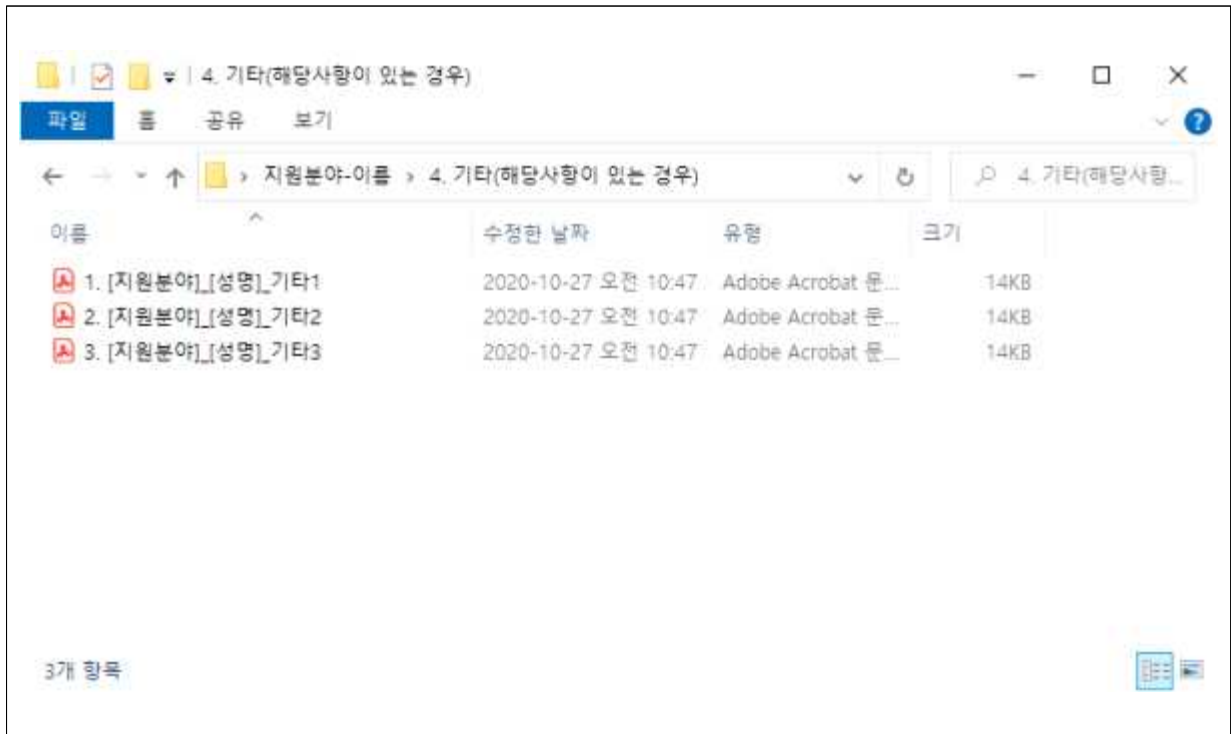 4. 기타(해당사항이 있는 경우)
파일 홈 공유 보기
지원분야-이름 › 4. 기타(해당사항이 있는 경우) 4. 기타(해당사항...
이름 수정한 날짜 유형 크기
1. [지원분야]_[성명]_기타1 2020-10-27 오전 10:47 Adobe Acrobat 문... 14KB
2. [지원분야]_[성명]_기타2 2020-10-27 오전 10:47 Adobe Acrobat 문... 14KB
3. [지원분야]_[성명]_기타3 2020-10-27 오전 10:47 Adobe Acrobat 문... 14KB
3개 항목